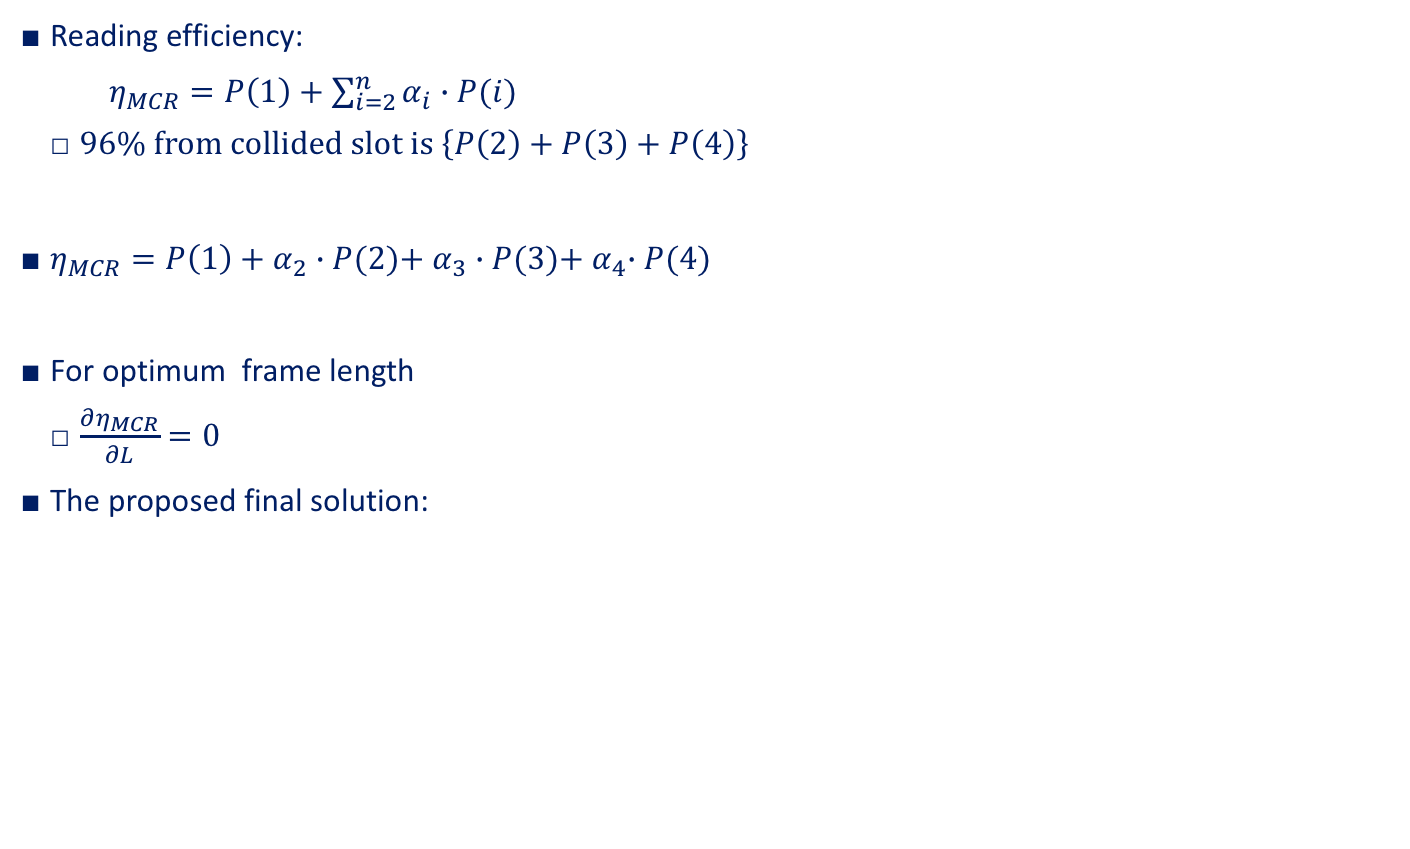 ■ Reading efficiency:
η_MCR = P(1) + ∑_{i=2}^{n} α_i · P(i)
□ 96% from collided slot is {P(2) + P(3) + P(4)}
■ η_MCR = P(1) + α_2 · P(2)+ α_3 · P(3)+ α_4· P(4)
■ For optimum frame length
□ ∂η_MCR/∂L = 0
■ The proposed final solution: